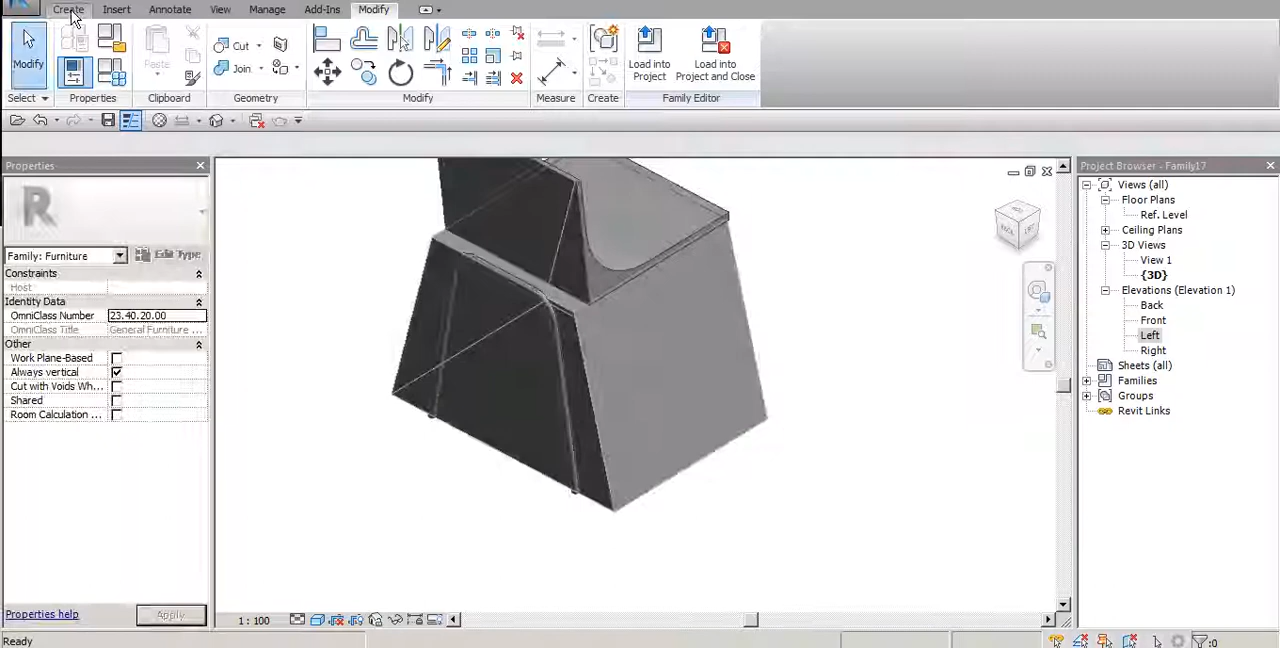 Create Insert Annotate View Manage Add-Ins Modify
Modify
Select
Properties
Paste
Clipboard
Cut
Join
Geometry
Modify
Measure
Create
Load into Project
Load into Project and Close
Family Editor
Properties
R
Family: Furniture
Edit Type
Constraints
Host
Identity Data
OmniClass Number 23.40.20.00
OmniClass Title General Furniture ...
Other
Work Plane-Based
Always vertical
Cut with Voids Wh...
Shared
Room Calculation ...
Properties help
Apply
1 : 100
Project Browser - Family17
Views (all)
Floor Plans
Ref. Level
Ceiling Plans
3D Views
View 1
{3D}
Elevations (Elevation 1)
Back
Front
Left
Right
Sheets (all)
Families
Groups
Revit Links
Ready
:0